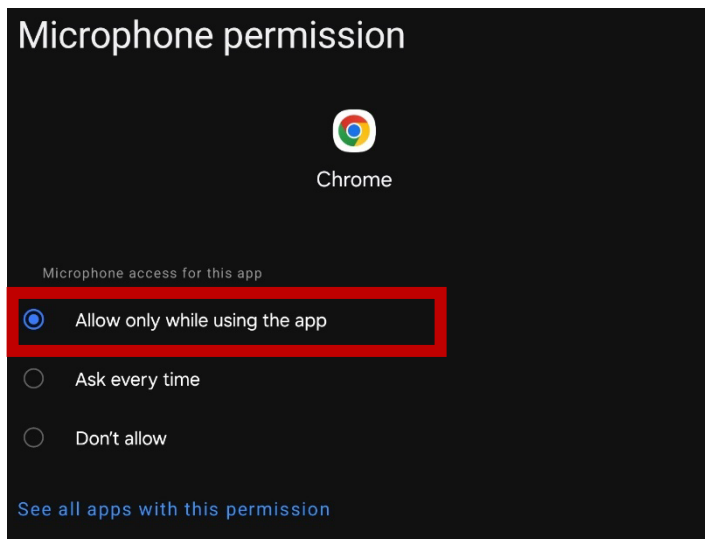 Microphone permission
Chrome
Microphone access for this app
Allow only while using the app
Ask every time
Don't allow
See all apps with this permission